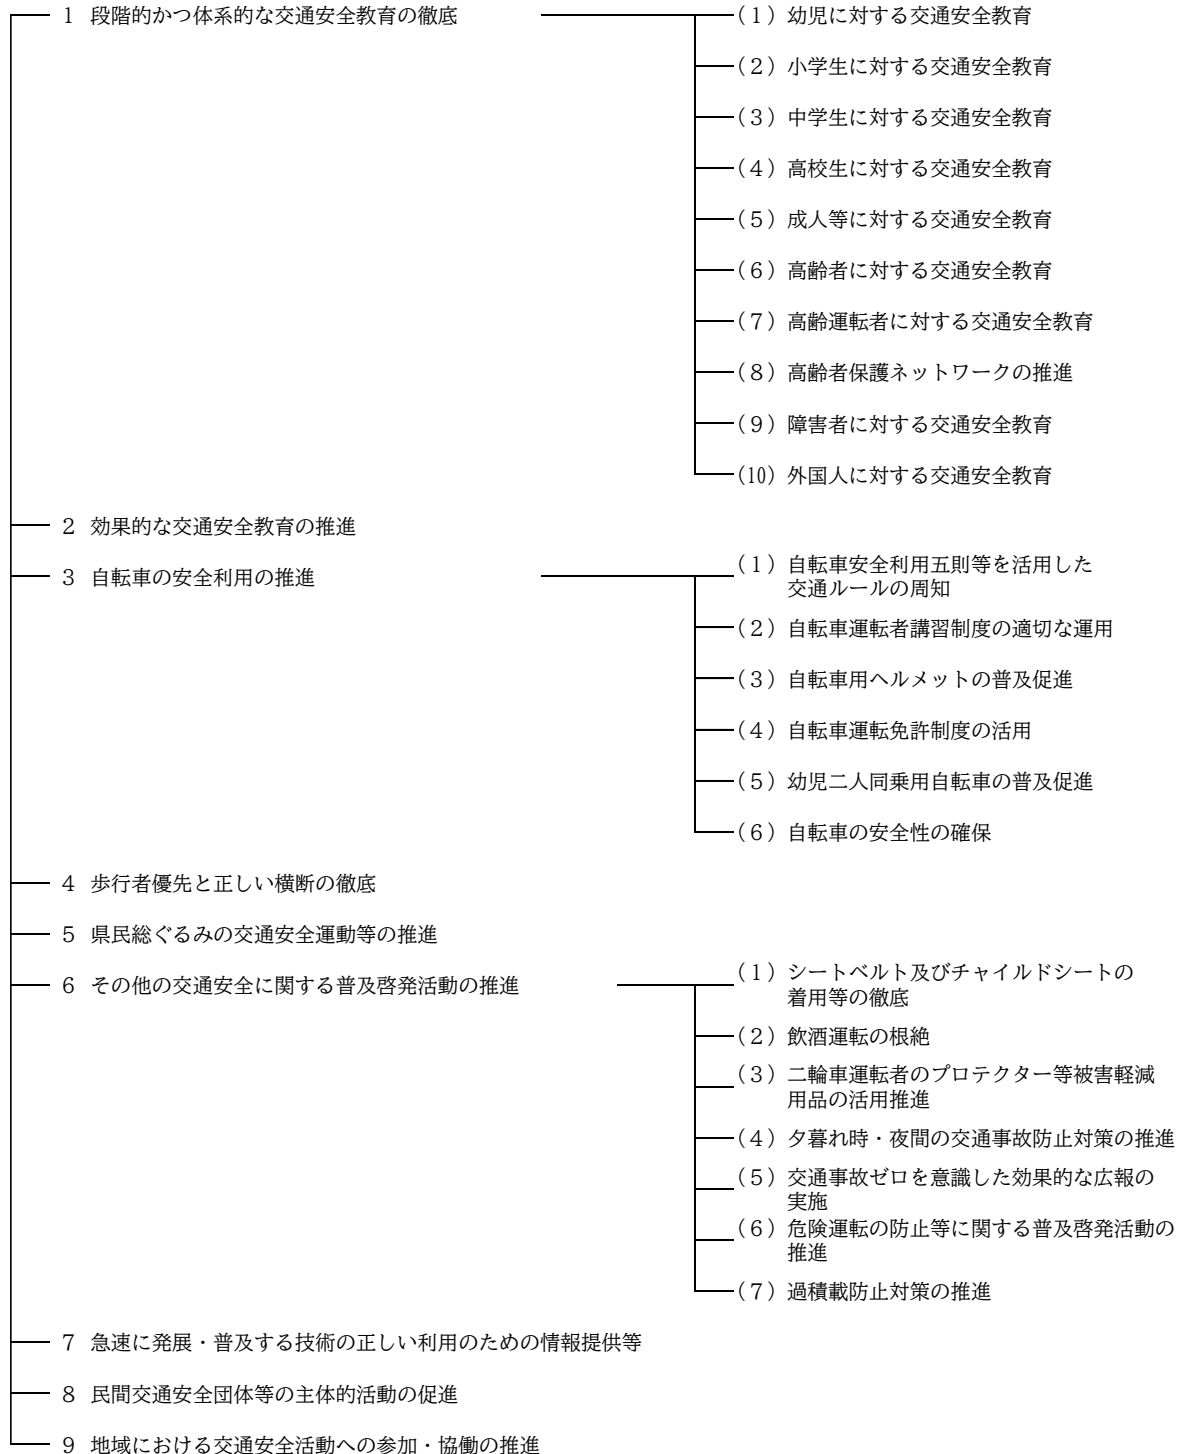 1 段階的かつ体系的な交通安全教育の徹底
(1) 幼児に対する交通安全教育
(2) 小学生に対する交通安全教育
(3) 中学生に対する交通安全教育
(4) 高校生に対する交通安全教育
(5) 成人等に対する交通安全教育
(6) 高齢者に対する交通安全教育
(7) 高齢運転者に対する交通安全教育
(8) 高齢者保護ネットワークの推進
(9) 障害者に対する交通安全教育
(10) 外国人に対する交通安全教育
2 効果的な交通安全教育の推進
3 自転車の安全利用の推進
(1) 自転車安全利用五則等を活用した
交通ルールの周知
(2) 自転車運転者講習制度の適切な運用
(3) 自転車用ヘルメットの普及促進
(4) 自転車運転免許制度の活用
(5) 幼児二人同乗用自転車の普及促進
(6) 自転車の安全性の確保
4 歩行者優先と正しい横断の徹底
5 県民総ぐるみの交通安全運動等の推進
6 その他の交通安全に関する普及啓発活動の推進
(1) シートベルト及びチャイルドシートの
着用等の徹底
(2) 飲酒運転の根絶
(3) 二輪車運転者のプロテクター等被害軽減
用品の活用推進
(4) 夕暮れ時・夜間の交通事故防止対策の推進
(5) 交通事故ゼロを意識した効果的な広報の
実施
(6) 危険運転の防止等に関する普及啓発活動の
推進
(7) 過積載防止対策の推進
7 急速に発展・普及する技術の正しい利用のための情報提供等
8 民間交通安全団体等の主体的活動の促進
9 地域における交通安全活動への参加・協働の推進